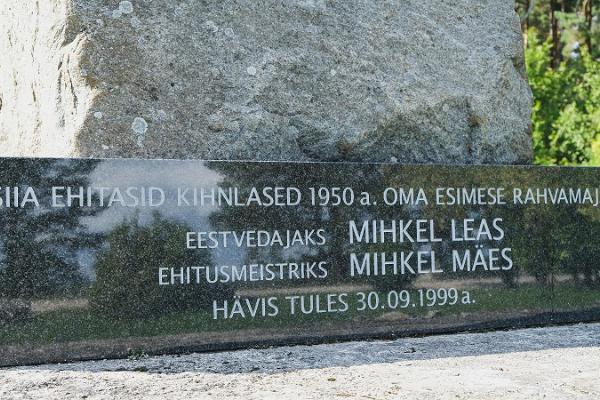 SIIA EHITASID KIHNLASED 1950 a. OMA ESIMESE RAHVAMAJ
EESTVEDAJAKS MIHKEL LEAS
EHITUSMEISTRIKS MIHKEL MÄES
HÄVIS TULES 30.09.1999 a.